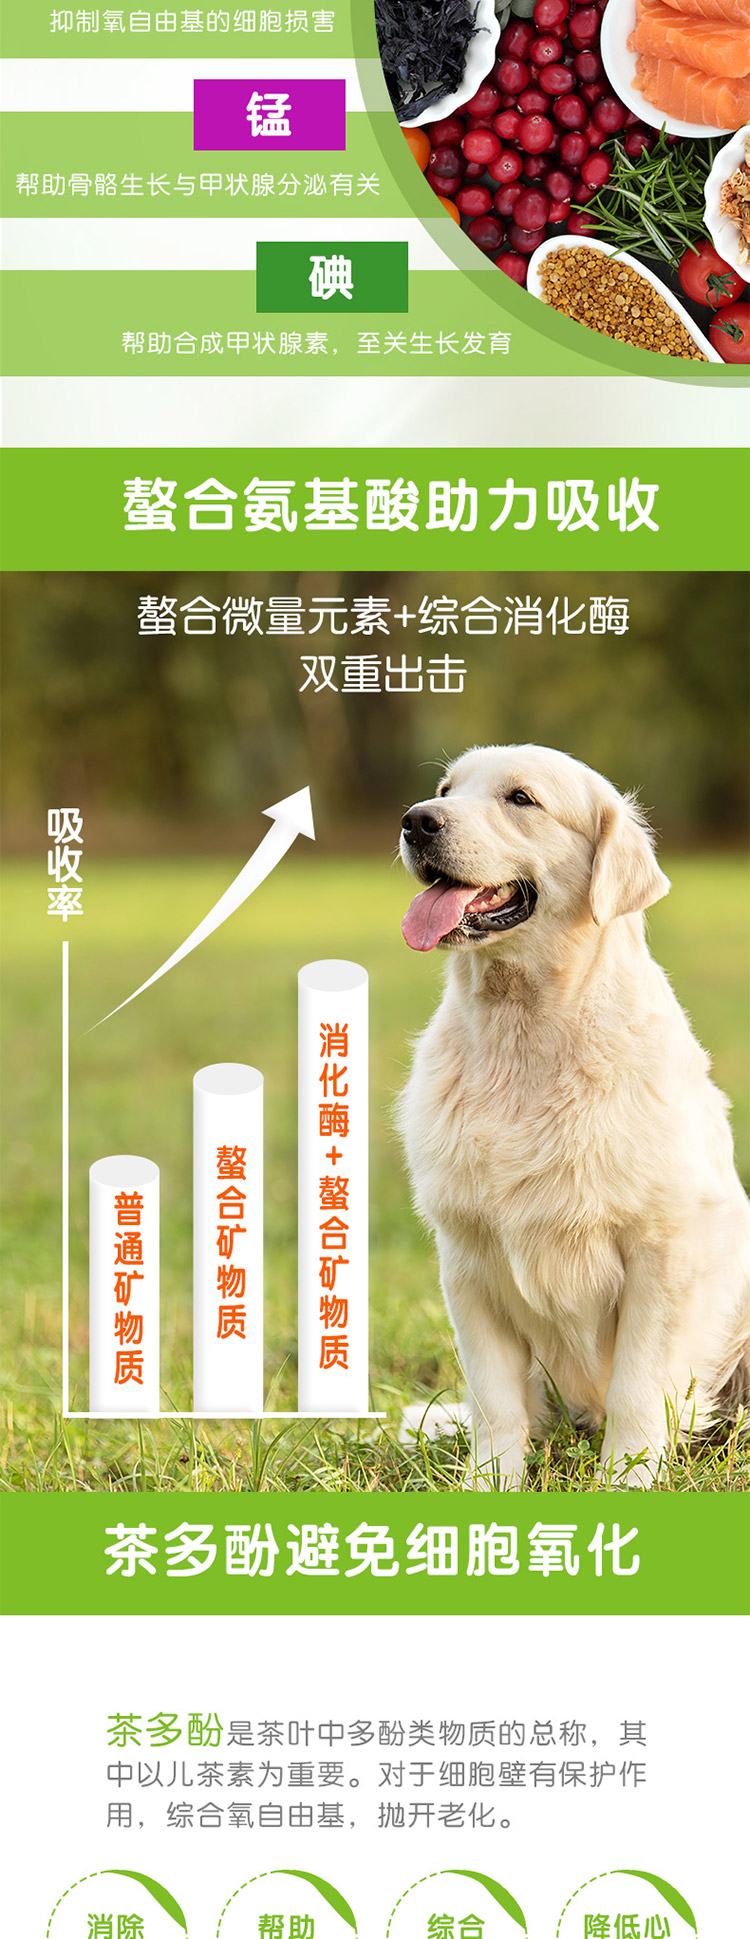 抑制氧自由基的细胞损害
锰
帮助骨骼生长与甲状腺分泌有关
碘
帮助合成甲状腺素，至关生长发育
螯合氨基酸助力吸收
螯合微量元素+综合消化酶
双重出击
吸收率
普通矿物质
螯合矿物质
消化酶+螯合矿物质
茶多酚避免细胞氧化
茶多酚是茶叶中多酚类物质的总称，其
中以儿茶素为重要。对于细胞壁有保护作
用，综合氧自由基，抛开老化。
消除
帮助
综合
降低心